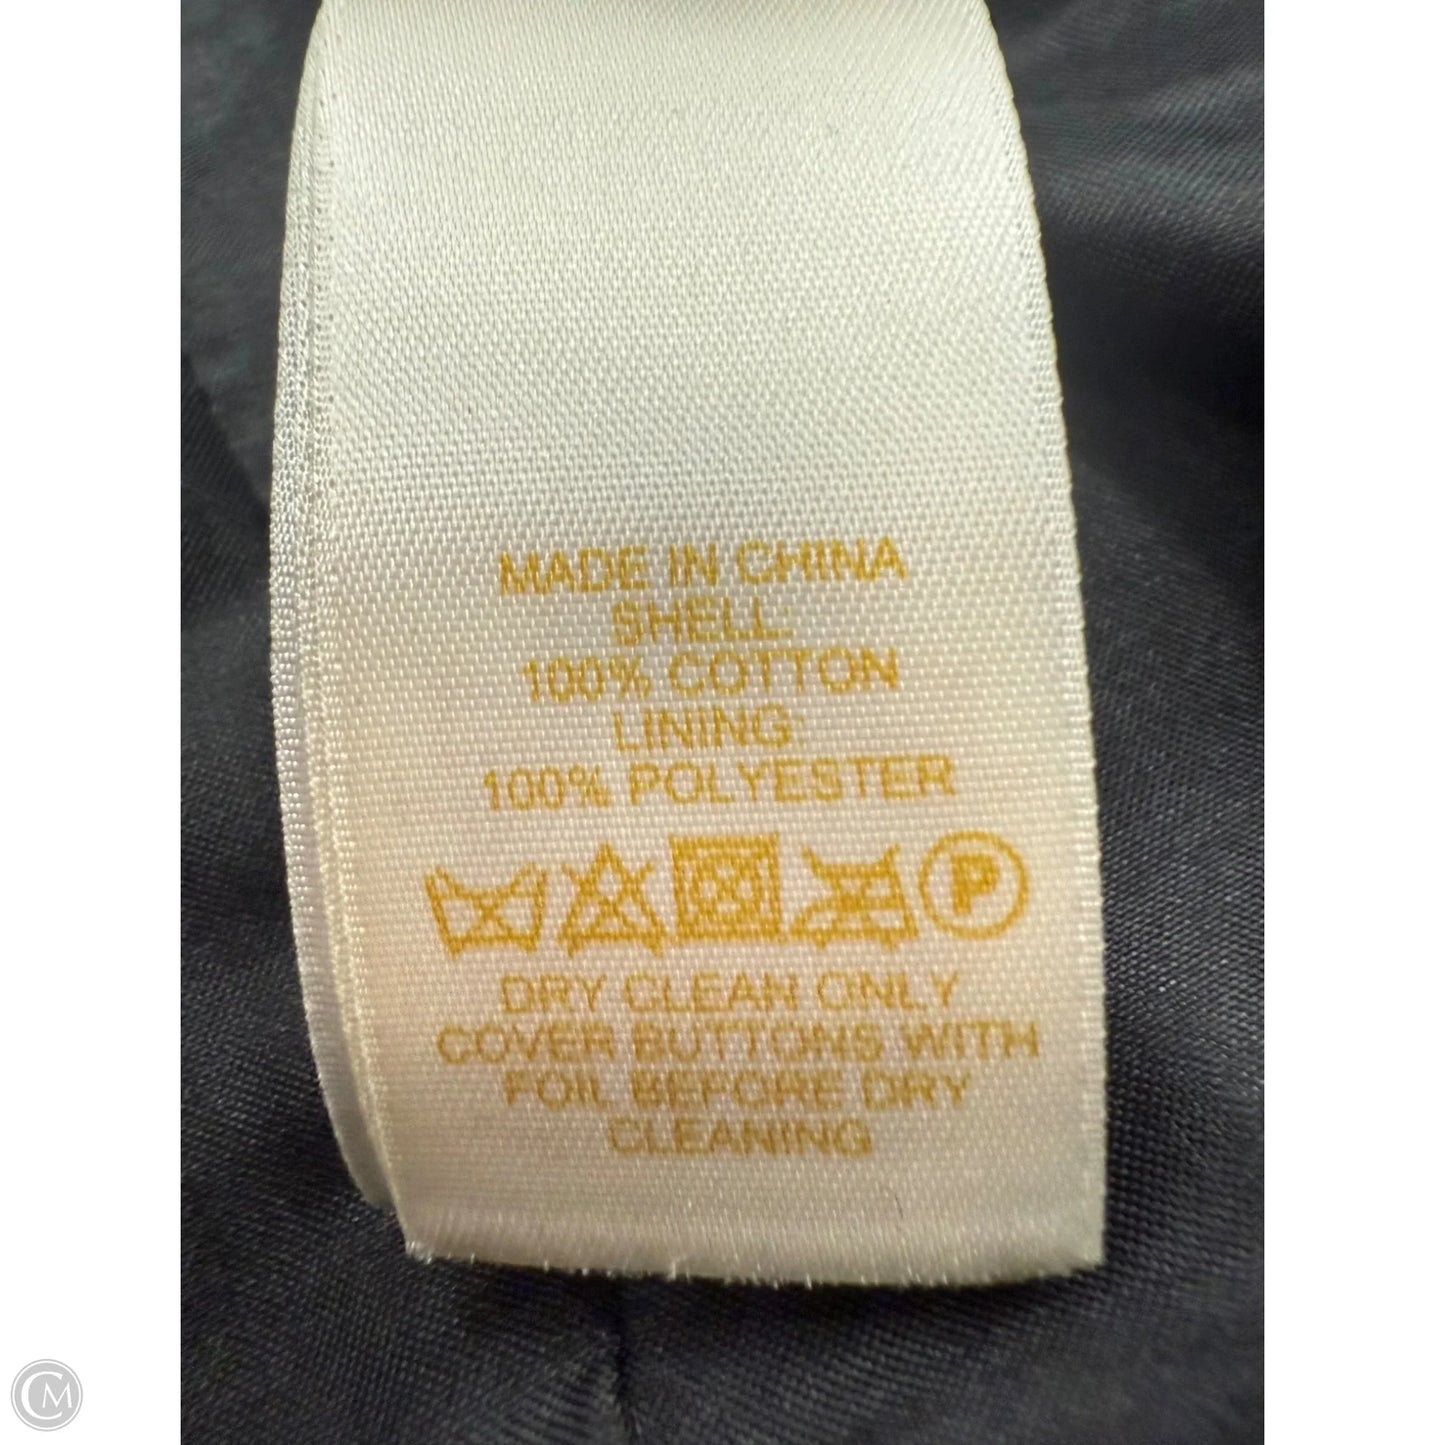 MADE IN CHINA
SHELL:
100% COTTON
LINING:
100% POLYESTER
P
DRY CLEAN ONLY
COVER BUTTONS WITH
FOIL BEFORE DRY
CLEANING
CM